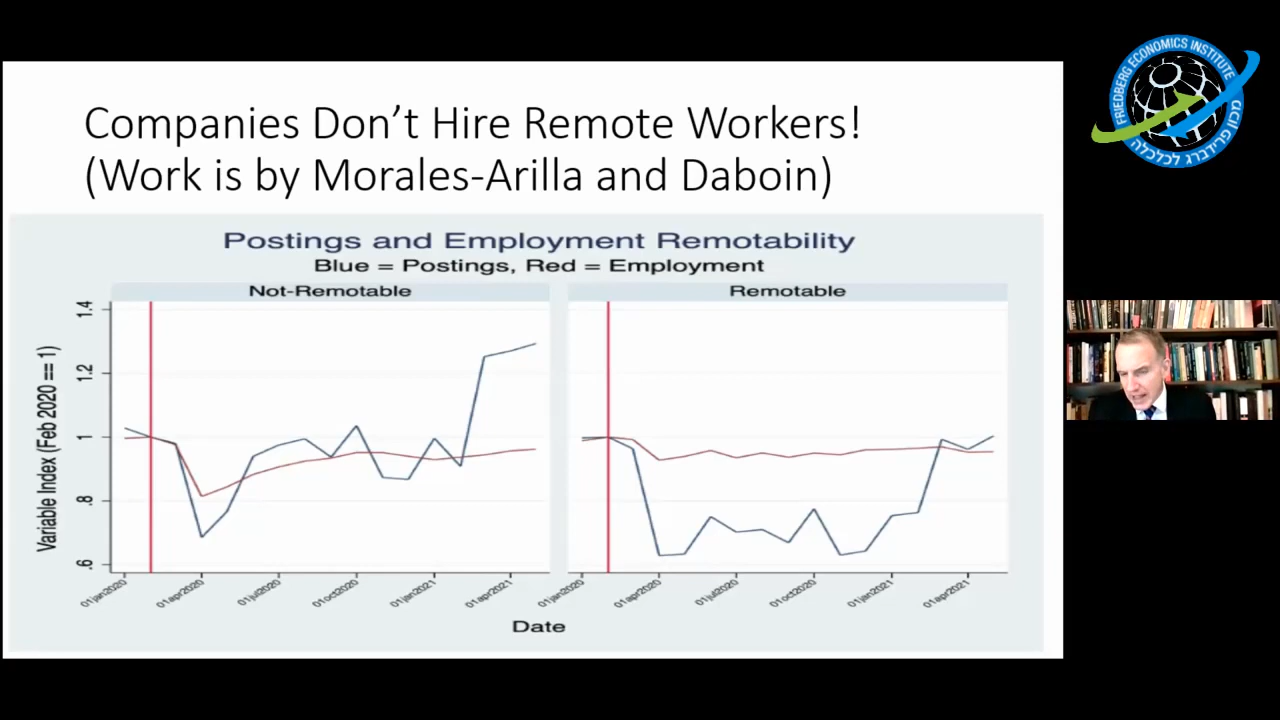 Companies Don’t Hire Remote Workers!
(Work is by Morales-Arilla and Daboin)
Postings and Employment Remotability
Blue = Postings, Red = Employment
Not-Remotable
Remotable
Variable Index (Feb 2020 == 1)
1.4
1.2
1
.8
.6
01jan2020
01apr2020
01jul2020
01oct2020
01jan2021
01apr2021
01jan2020
01apr2020
01jul2020
01oct2020
01jan2021
01apr2021
Date
FRIEDBERG ECONOMICS INSTITUTE
מכון פרידברג לכלכלה